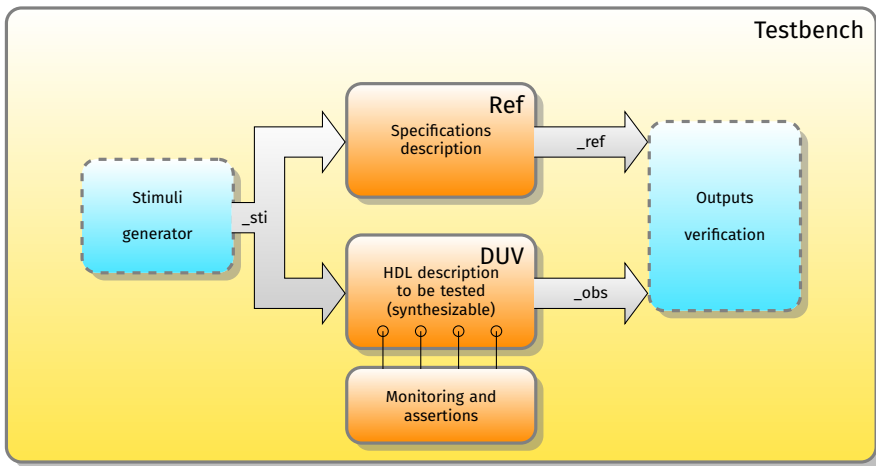 Testbench
Stimuli
generator
_sti
Ref
Specifications
description
_ref
DUV
HDL description
to be tested
(synthesizable)
_obs
Monitoring and
assertions
Outputs
verification